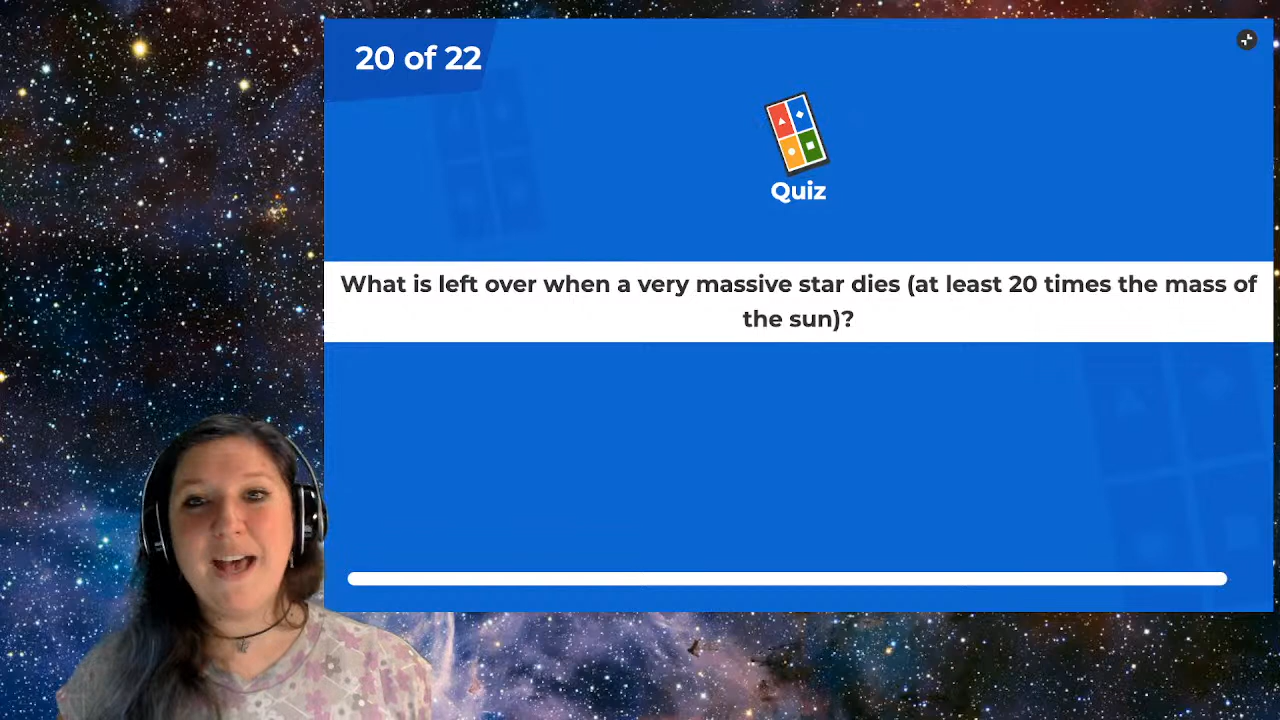 20 of 22
Quiz
What is left over when a very massive star dies (at least 20 times the mass of
the sun)?